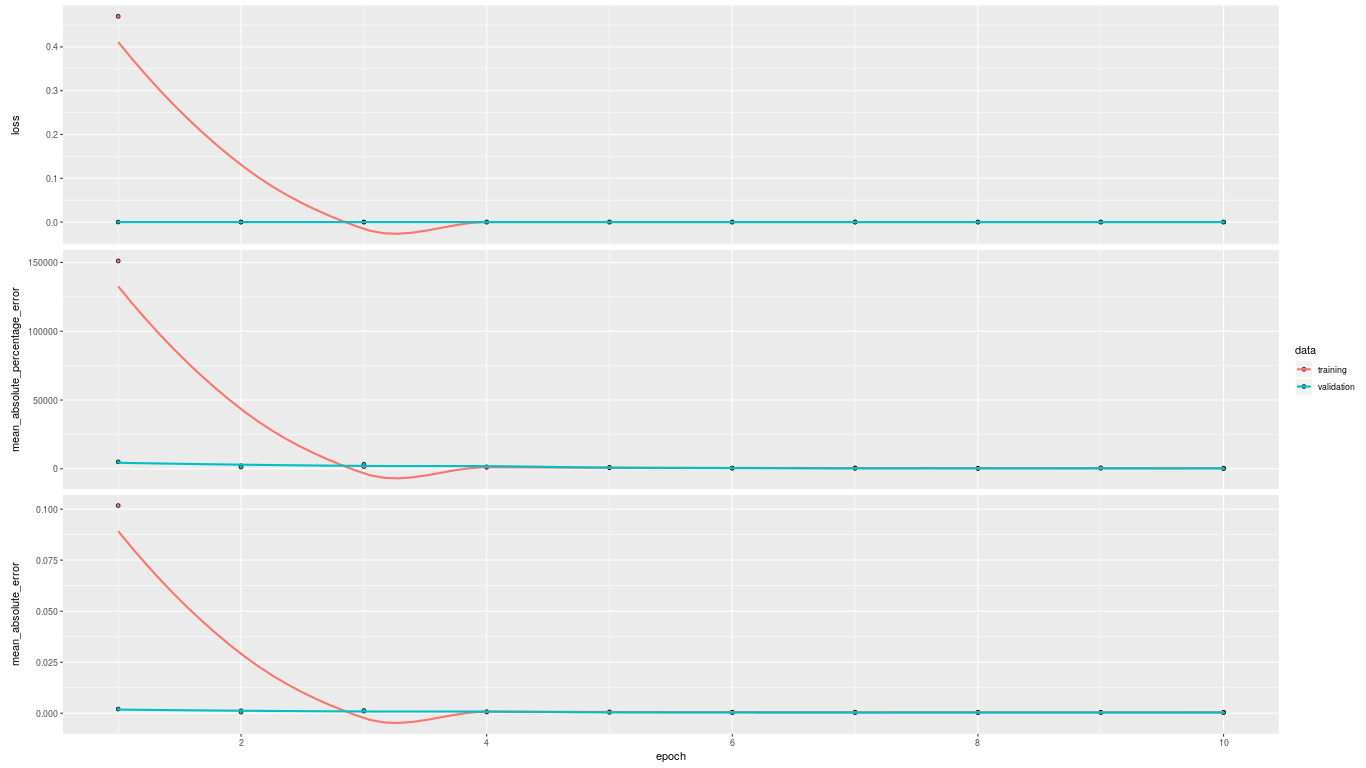 loss
0.4
0.3
0.2
0.1
0.0
mean_absolute_percentage_error
150000
100000
50000
0
mean_absolute_error
0.100
0.075
0.050
0.025
0.000
2 4 6 8 10
epoch
data
training
validation